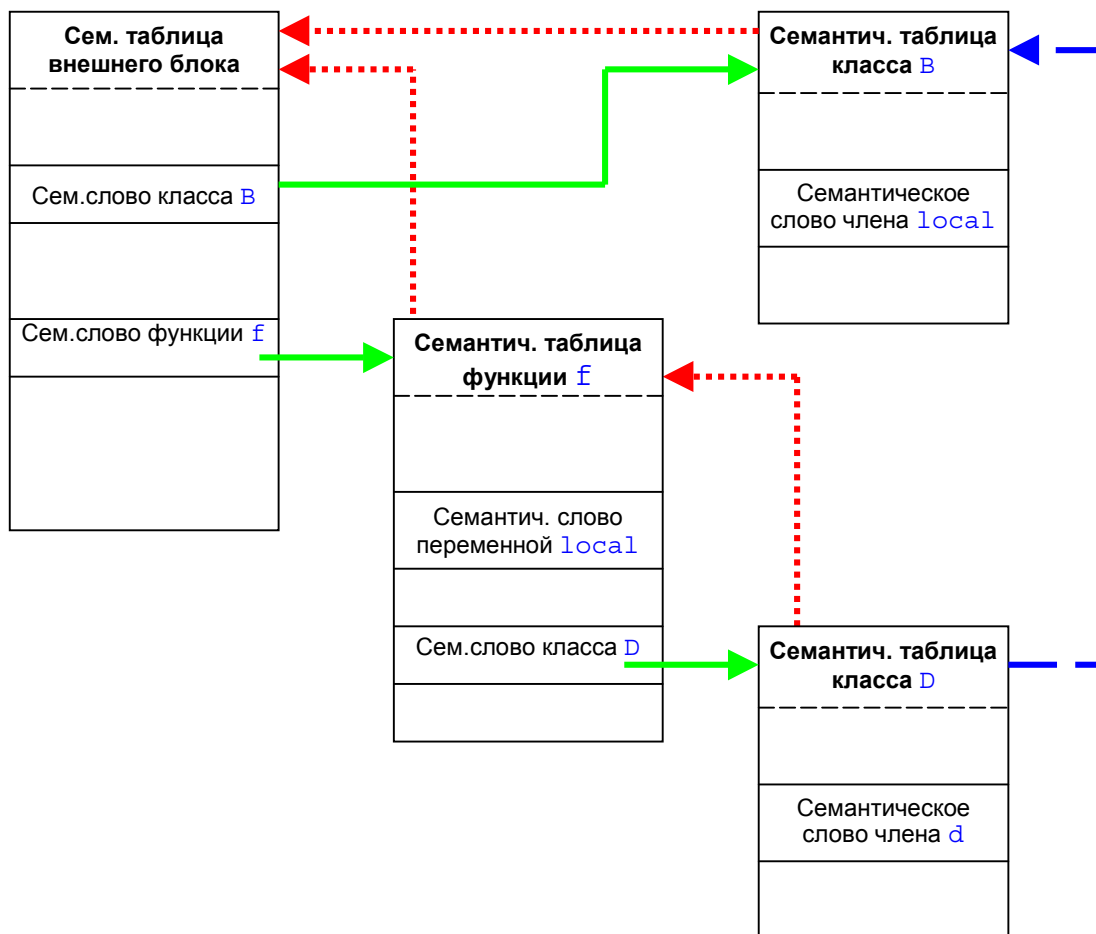 Сем. таблица
внешнего блока
Сем.слово класса B
Сем.слово функции f
Семантич. таблица
класса B
Семантическое
слово члена local
Семантич. таблица
функции f
Семантич. слово
переменной local
Сем.слово класса D
Семантич. таблица
класса D
Семантическое
слово члена d